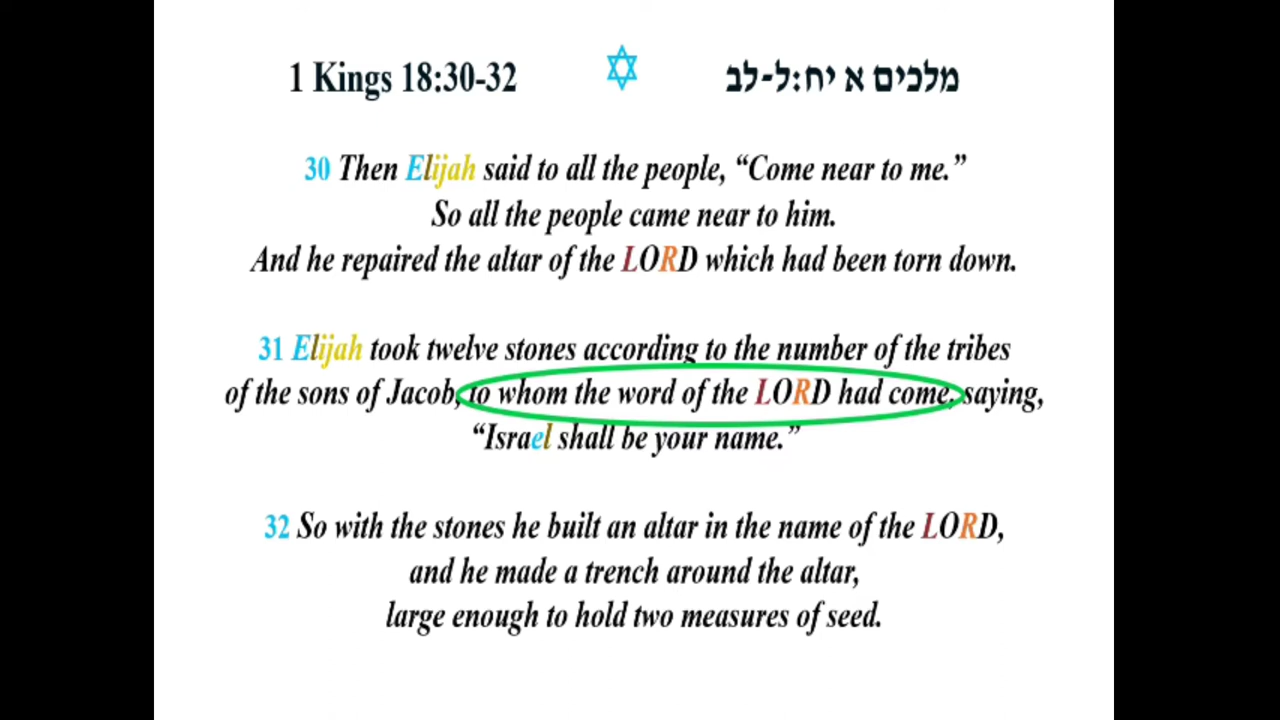 1 Kings 18:30-32 מלכים א יח:ל-לב
30 Then Elijah said to all the people, “Come near to me.”
So all the people came near to him.
And he repaired the altar of the LORD which had been torn down.
31 Elijah took twelve stones according to the number of the tribes
of the sons of Jacob, to whom the word of the LORD had come, saying,
“Israel shall be your name.”
32 So with the stones he built an altar in the name of the LORD,
and he made a trench around the altar,
large enough to hold two measures of seed.